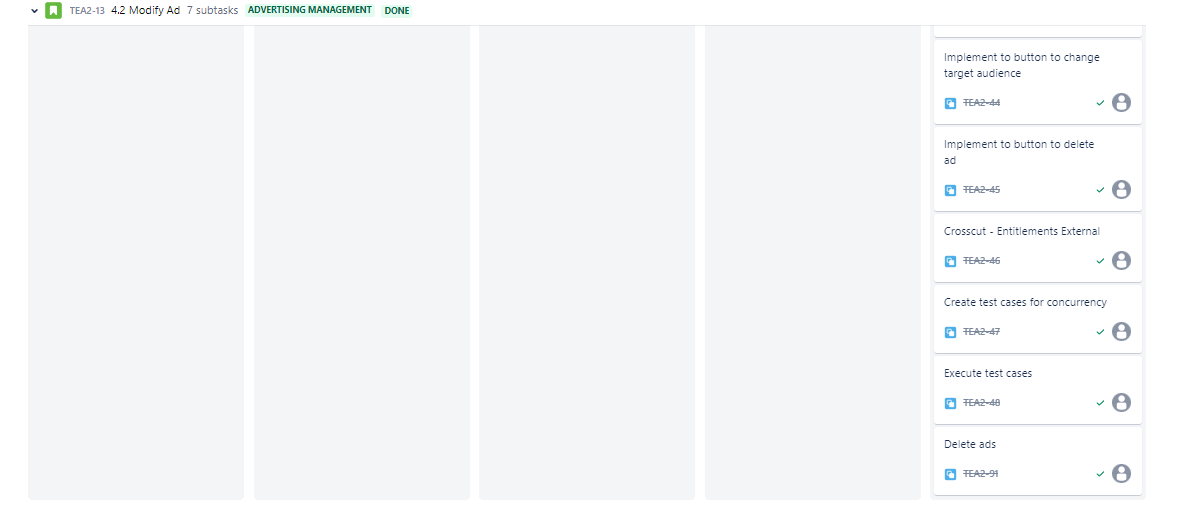 TEA2-13 4.2 Modify Ad 7 subtasks ADVERTISING MANAGEMENT DONE
Implement to button to change
target audience
TEA2-44
Implement to button to delete
ad
TEA2-45
Crosscut - Entitlements External
TEA2-46
Create test cases for concurrency
TEA2-47
Execute test cases
TEA2-48
Delete ads
TEA2-91